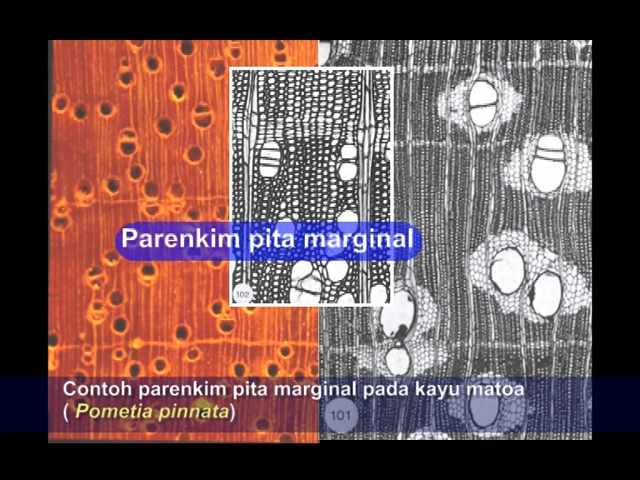 102
Parenkim pita marginal
Contoh parenkim pita marginal pada kayu matoa
( Pometia pinnata)
101